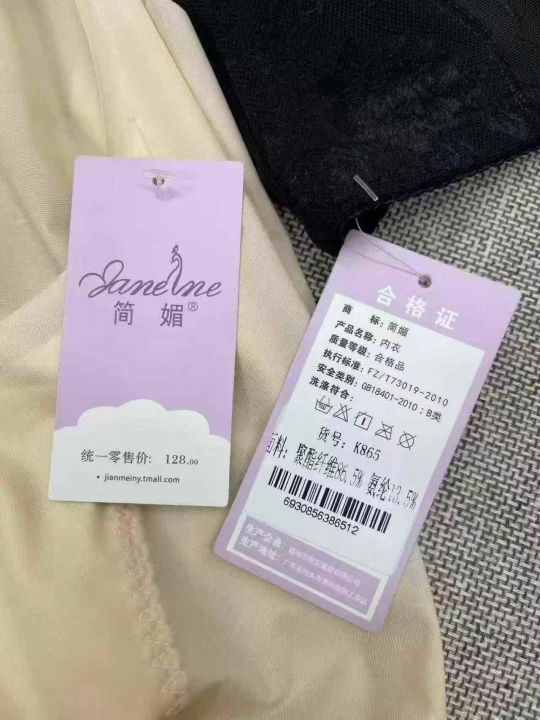 Janeine
简媚®
统一零售价: 128.00
• jianmeiny.tmall.com
合格证
商 标: 简媚
产品名称: 内衣
质量等级: 合格品
执行标准: FZ/T73019-2010
安全类别: GB18401-2010; B类
洗涤符合:
货号: K865
面料: 聚酯纤维86.5% 氨纶13.5%
6930856386512
生产企业:
生产地址: